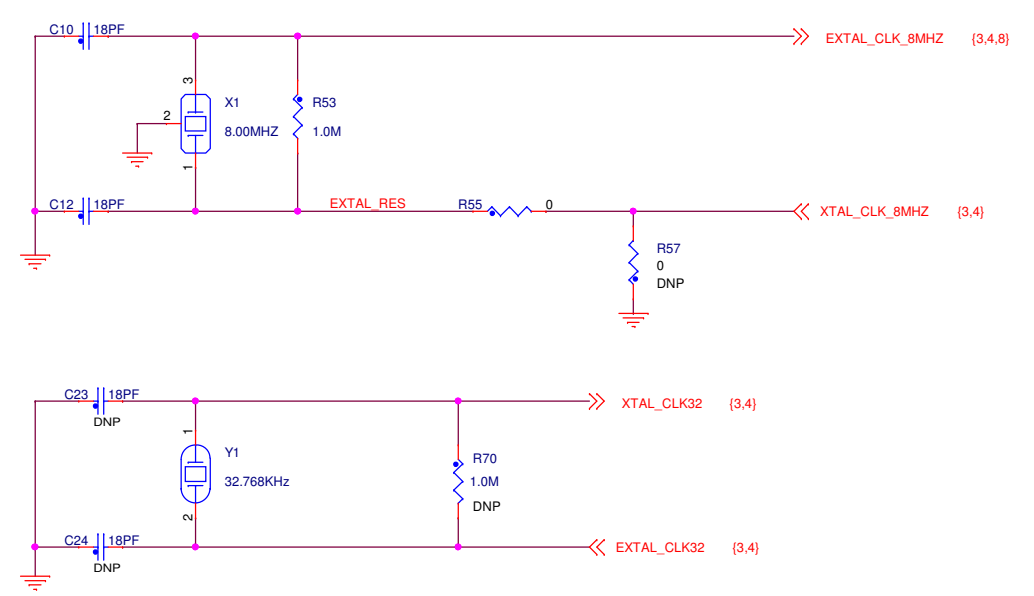 C10 18PF
EXTAL_CLK_8MHZ {3,4,8}
3
X1
R53
2
8.00MHZ
1.0M
1
C12 18PF
EXTAL_RES
R55 0
XTAL_CLK_8MHZ {3,4}
R57
0
DNP
C23 18PF
DNP
XTAL_CLK32 {3,4}
1
Y1
R70
32.768KHz
1.0M
DNP
2
C24 18PF
DNP
EXTAL_CLK32 {3,4}